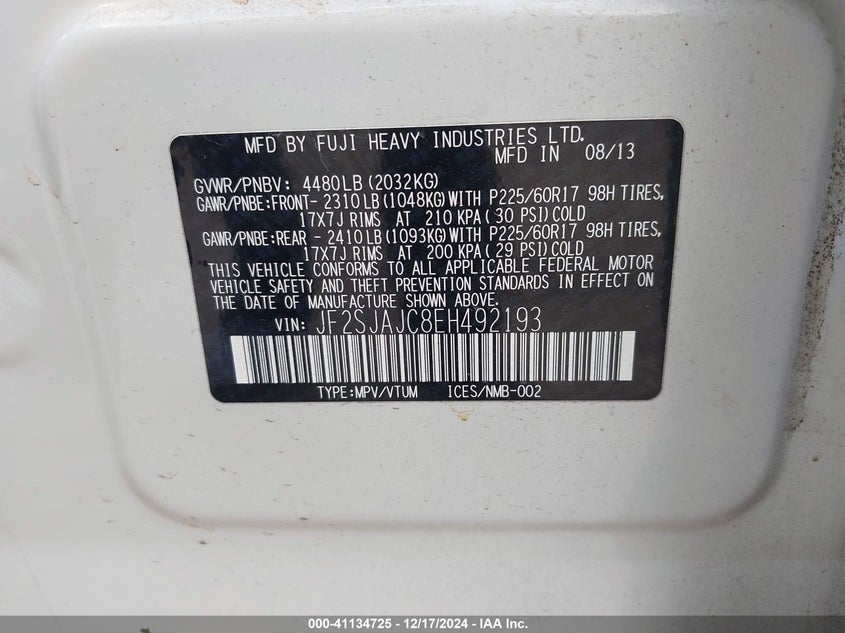 MFD BY FUJI HEAVY INDUSTRIES LTD.
MFD IN 08/13
GVWR/PNBV: 4480LB (2032KG)
GAWR/PNBE:FRONT- 2310LB (1048KG) WITH P225/60R17 98H TIRES,
17X7J RIMS AT 210 KPA( 30 PSI) COLD
GAWR/PNBE:REAR - 2410LB (1093KG) WITH P225/60R17 98H TIRES,
17X7J RIMS AT 200 KPA( 29 PSI) COLD
THIS VEHICLE CONFORMS TO ALL APPLICABLE FEDERAL MOTOR
VEHICLE SAFETY AND THEFT PREVENTION STANDARDS IN EFFECT ON
THE DATE OF MANUFACTURE SHOWN ABOVE.
VIN: JF2SJAJC8EH492193
TYPE:MPV/VTUM ICES/NMB-002
000-41134725 - 12/17/2024 - IAA Inc.